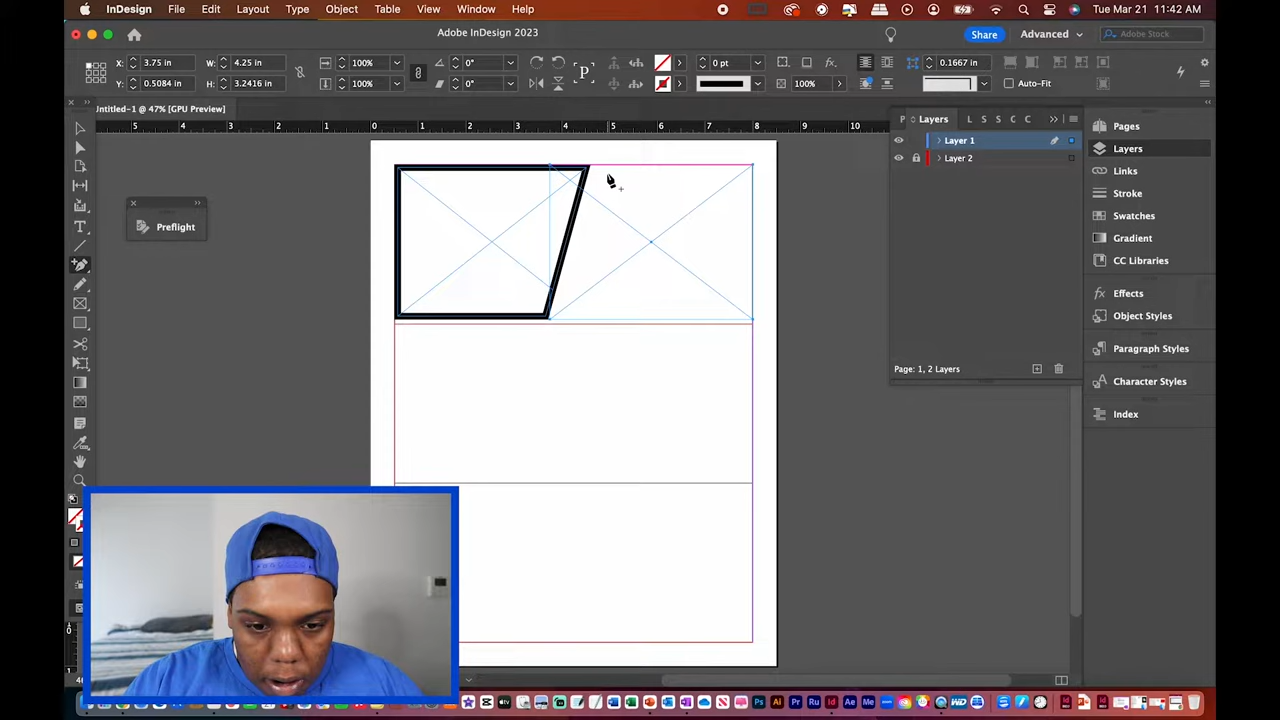 InDesign File Edit Layout Type Object Table View Window Help Tue Mar 21 11:42 AM
Adobe InDesign 2023
Share Advanced Adobe Stock
X: 3.75 in W: 4.25 in 100% 0° 0 pt 0.1667 in
Y: 0.5084 in H: 3.2416 in 100% 0° P 100% Auto-Fit
Untitled-1 @ 47% [GPU Preview]
5 4 3 2 1 0 1 2 3 4 5 6 7 8 9 10
P Layers L S S C C
Layer 1
Layer 2
Page: 1, 2 Layers
Pages
Layers
Links
Stroke
Swatches
Gradient
CC Libraries
Effects
Object Styles
Paragraph Styles
Character Styles
Index
Preflight